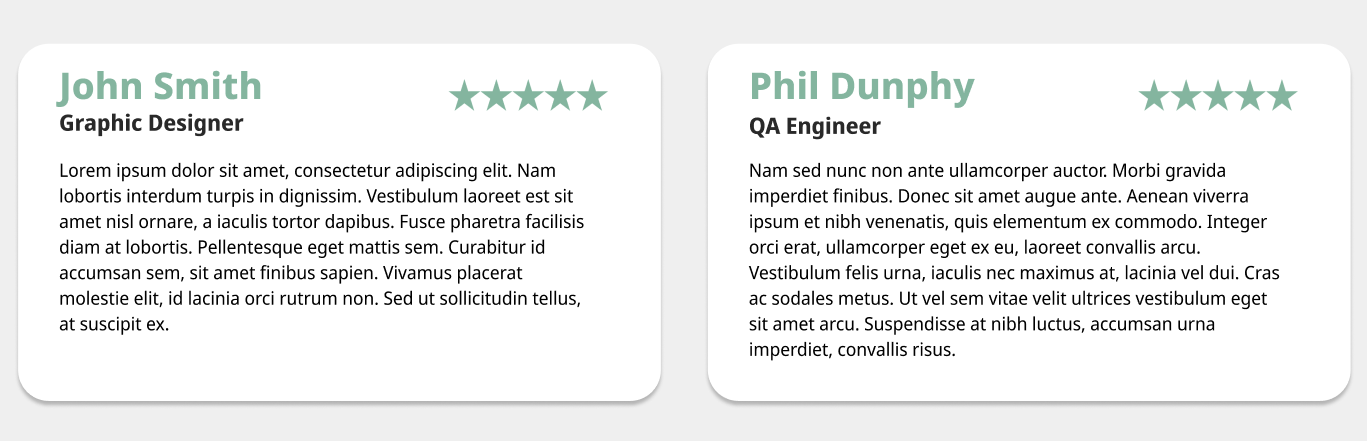 John Smith
Graphic Designer
Lorem ipsum dolor sit amet, consectetur adipiscing elit. Nam
lobortis interdum turpis in dignissim. Vestibulum laoreet est sit
amet nisl ornare, a iaculis tortor dapibus. Fusce pharetra facilisis
diam at lobortis. Pellentesque eget mattis sem. Curabitur id
accumsan sem, sit amet finibus sapien. Vivamus placerat
molestie elit, id lacinia orci rutrum non. Sed ut sollicitudin tellus,
at suscipit ex.
Phil Dunphy
QA Engineer
Nam sed nunc non ante ullamcorper auctor. Morbi gravida
imperdiet finibus. Donec sit amet augue ante. Aenean viverra
ipsum et nibh venenatis, quis elementum ex commodo. Integer
orci erat, ullamcorper eget ex eu, laoreet convallis arcu.
Vestibulum felis urna, iaculis nec maximus at, lacinia vel dui. Cras
ac sodales metus. Ut vel sem vitae velit ultrices vestibulum eget
sit amet arcu. Suspendisse at nibh luctus, accumsan urna
imperdiet, convallis risus.